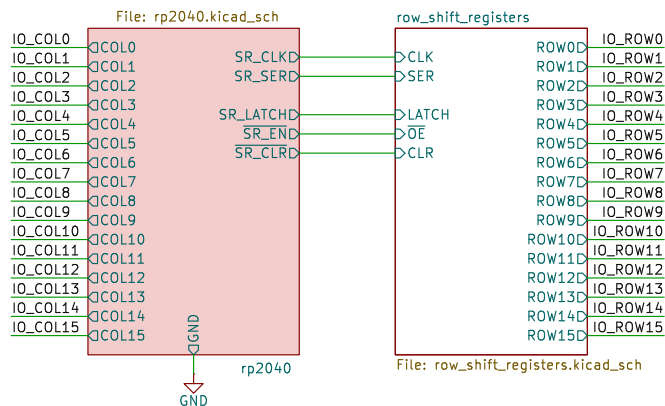 File: rp2040.kicad_sch
row_shift_registers
IO_COL0 COL0 ROW0 IO_ROW0
IO_COL1 COL1 SR_CLK CLK ROW1 IO_ROW1
IO_COL2 COL2 SR_SER SER ROW2 IO_ROW2
IO_COL3 COL3 ROW3 IO_ROW3
IO_COL4 COL4 SR_LATCH LATCH ROW4 IO_ROW4
IO_COL5 COL5 SR_EN OE ROW5 IO_ROW5
IO_COL6 COL6 SR_CLR CLR ROW6 IO_ROW6
IO_COL7 COL7 ROW7 IO_ROW7
IO_COL8 COL8 ROW8 IO_ROW8
IO_COL9 COL9 ROW9 IO_ROW9
IO_COL10 COL10 ROW10 IO_ROW10
IO_COL11 COL11 ROW11 IO_ROW11
IO_COL12 COL12 ROW12 IO_ROW12
IO_COL13 COL13 ROW13 IO_ROW13
IO_COL14 COL14 ROW14 IO_ROW14
IO_COL15 COL15 ROW15 IO_ROW15
GND
rp2040
File: row_shift_registers.kicad_sch
GND